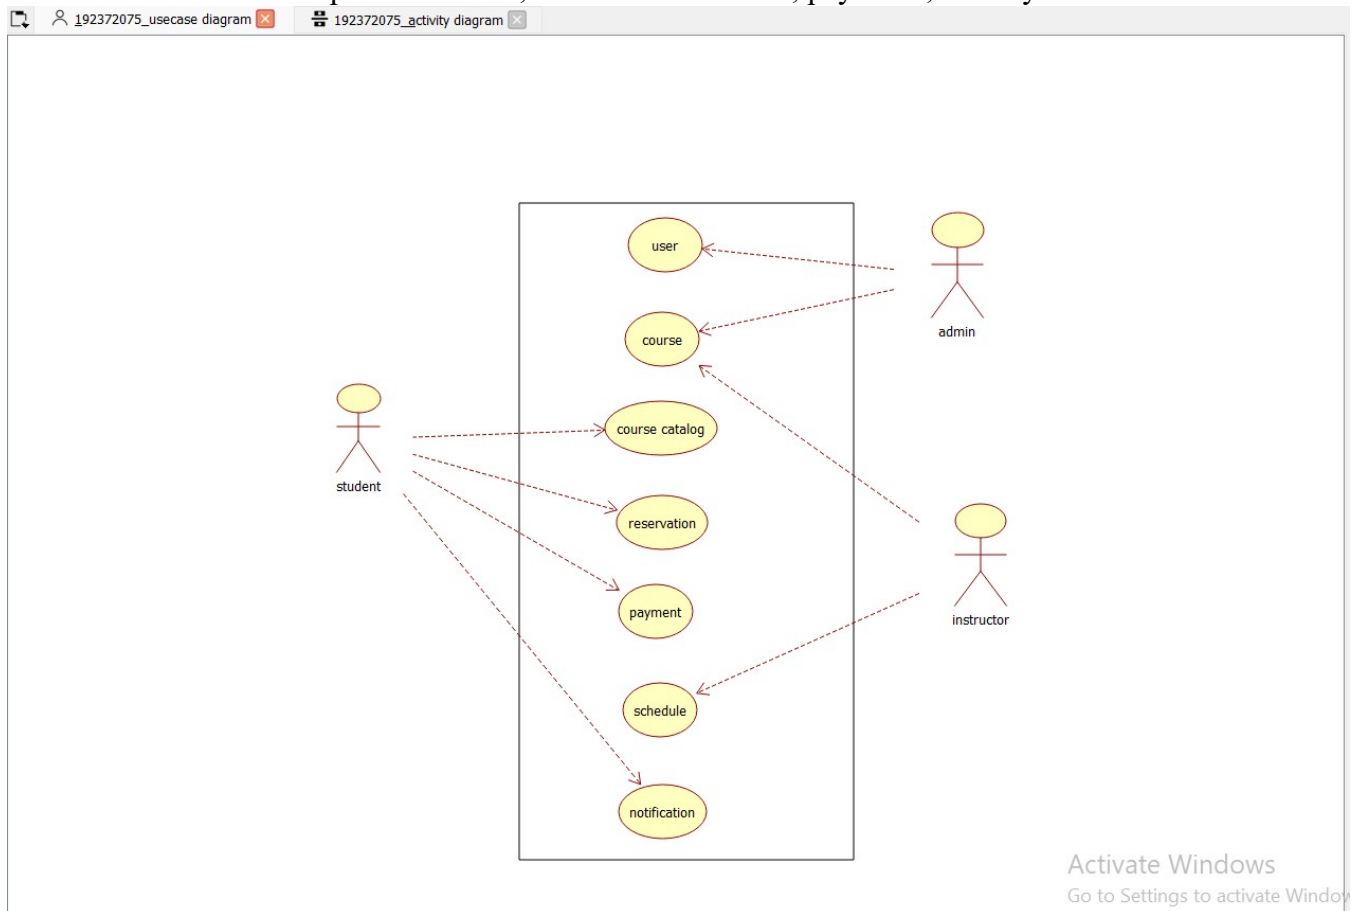 192372075_usecase diagram
192372075_activity diagram
user
admin
course
course catalog
student
reservation
payment
instructor
schedule
notification
Activate Windows
Go to Settings to activate Window